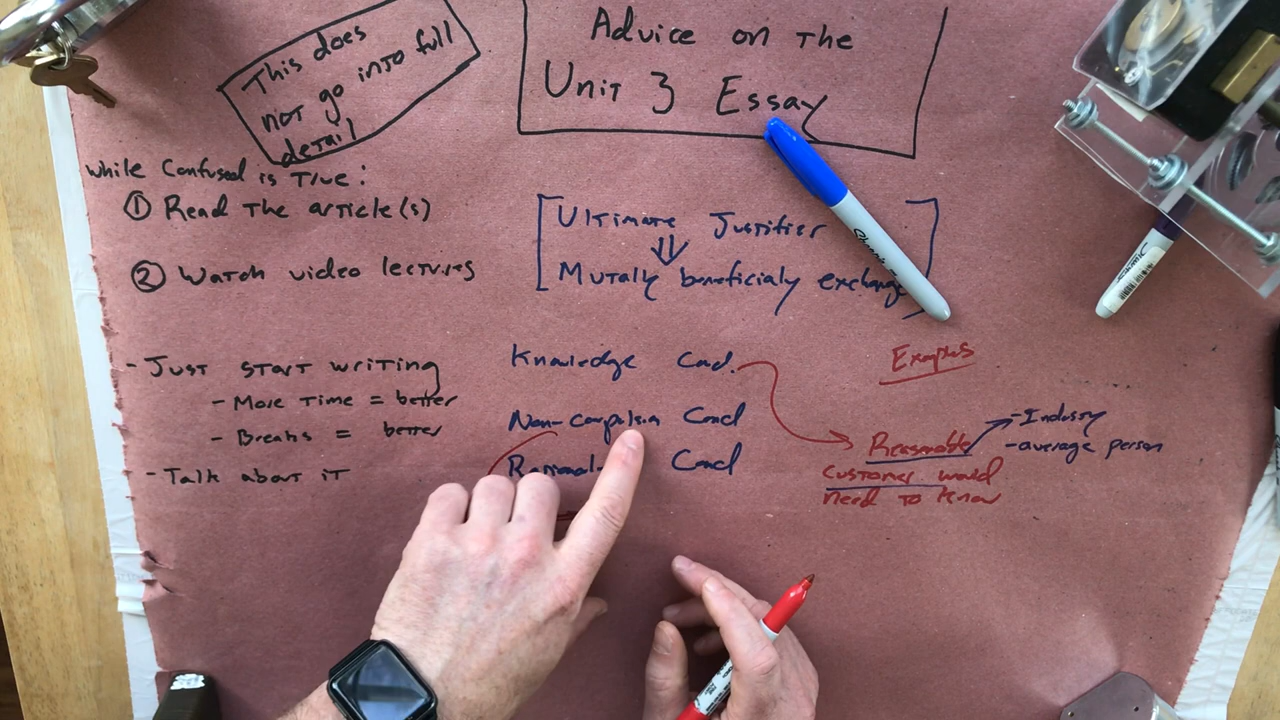 This does
not go into full
detail
Advice on the
Unit 3 Essay
While Confused is True:
① Read the article(s)
② Watch video lectures
- Just start writing
- More Time = better
- Breaks = better
- Talk about it
Ultimate Justifier
⇓
Mutally beneficialy exchange
Knowledge Cond.
Non-compulsion Cond
Rational- Cond
Examples
Reasonable
customer would
need to know
- Industry
- average person
Sharpie